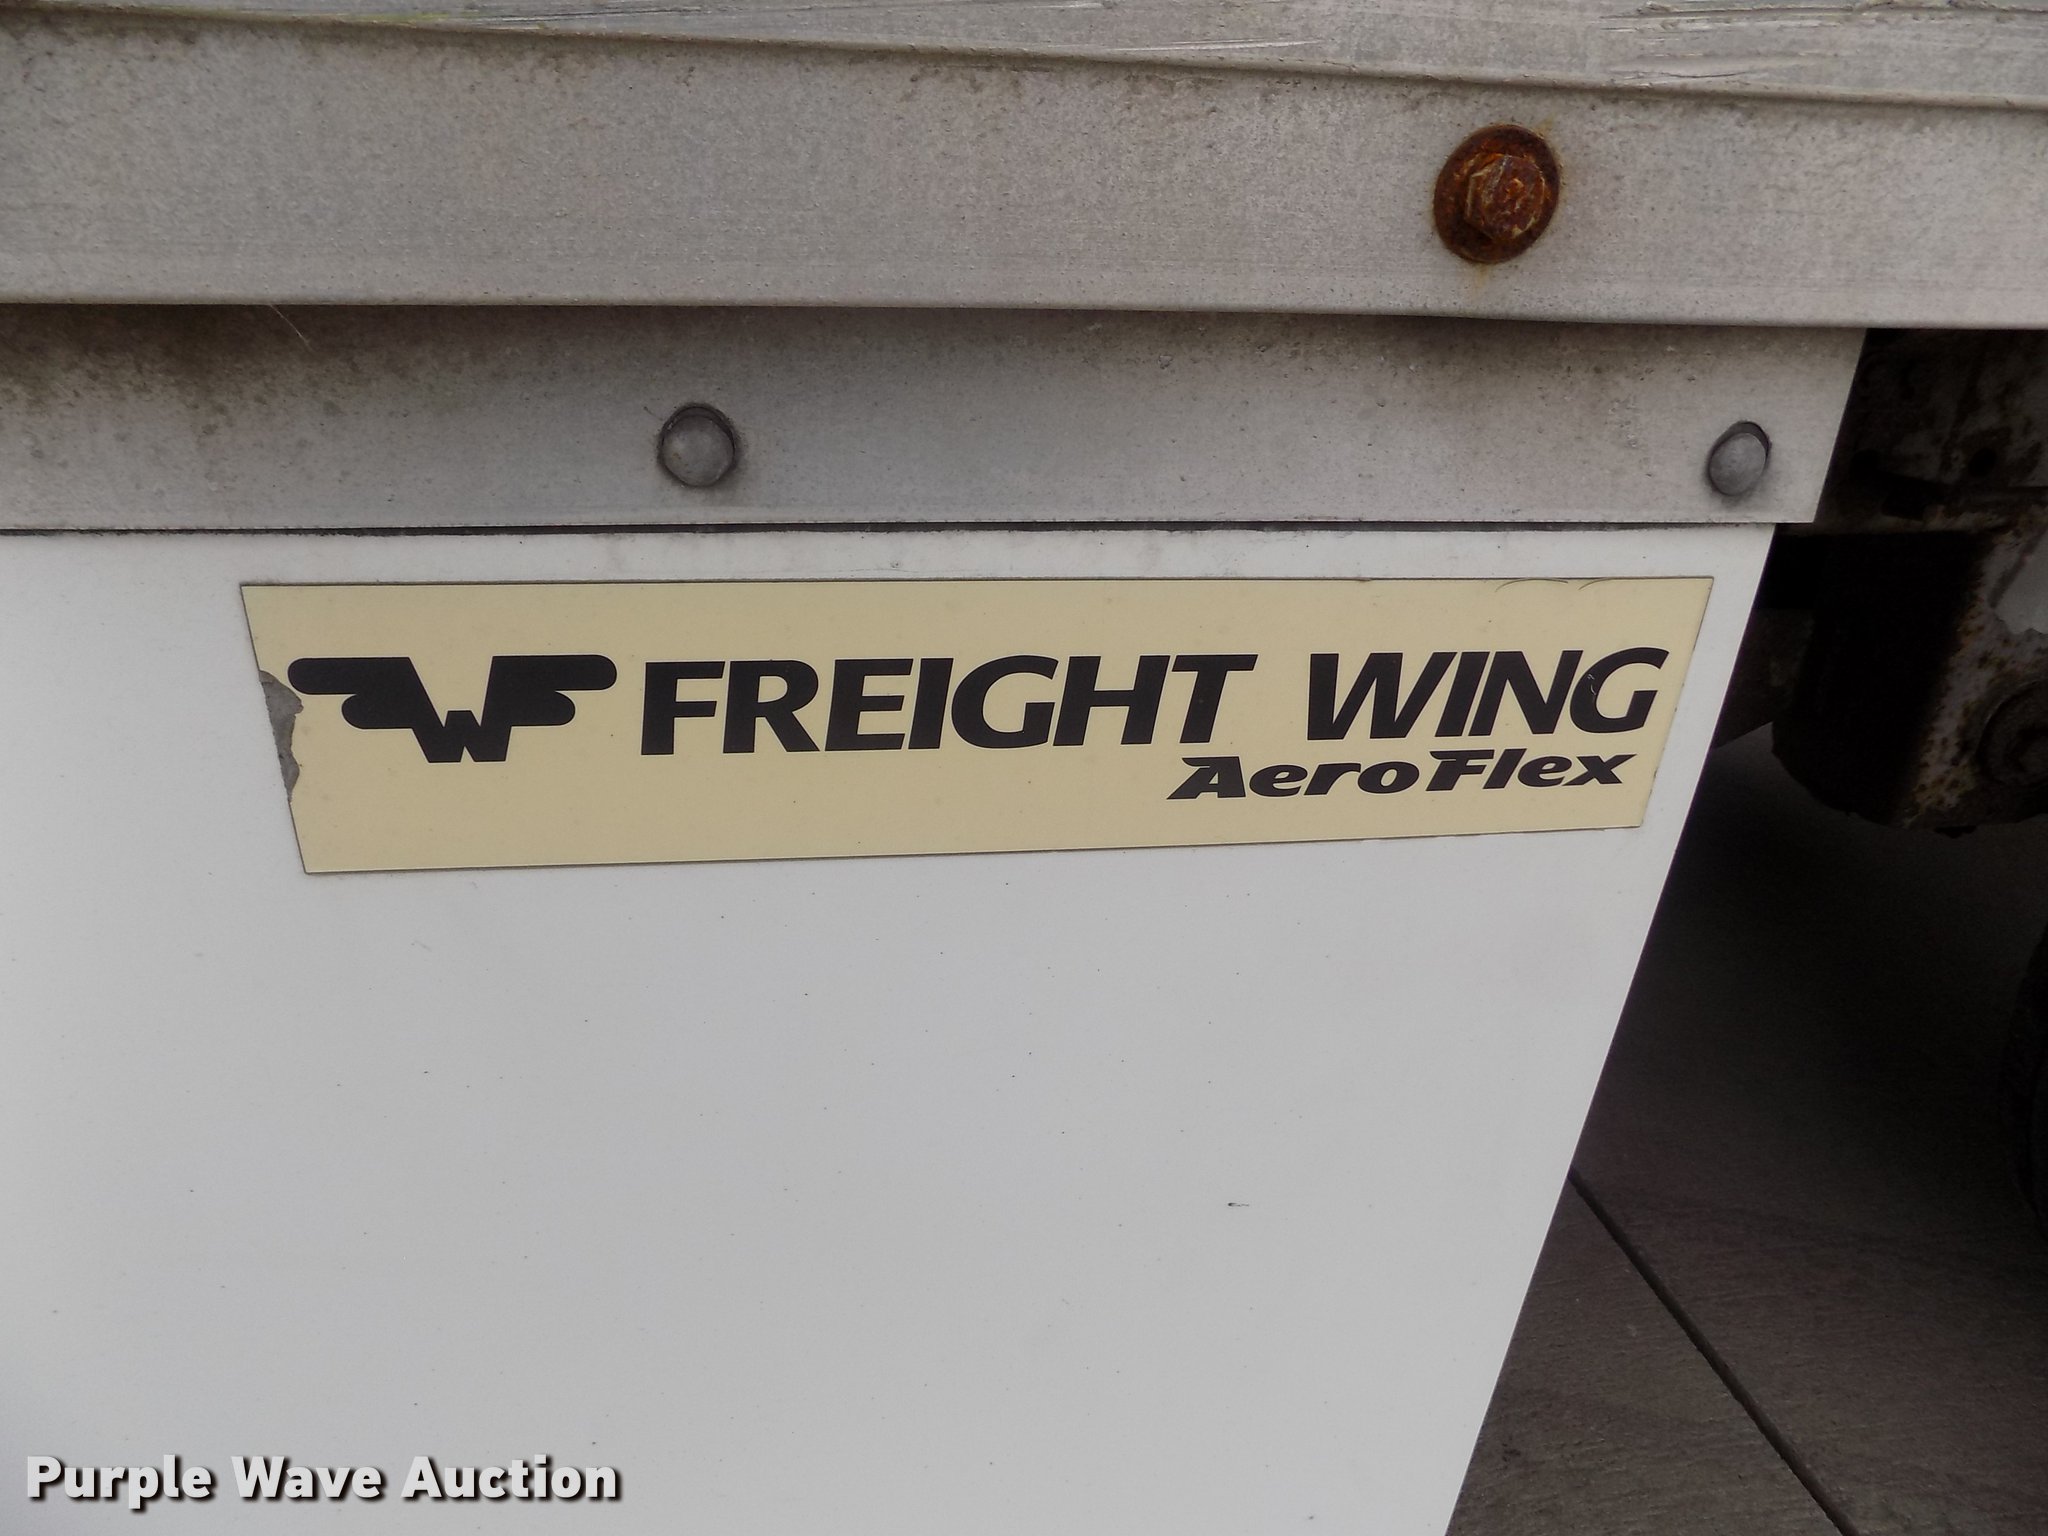 FREIGHT WING
AeroFlex
Purple Wave Auction